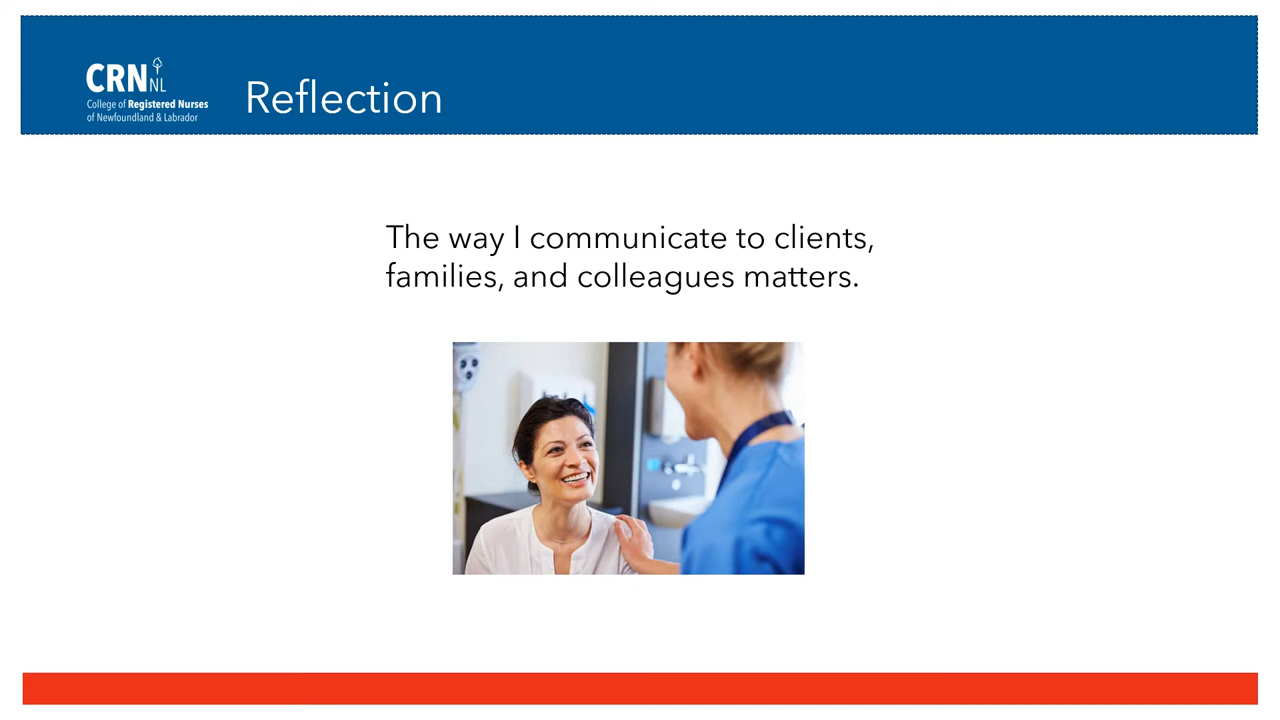 CRN NL
College of Registered Nurses
of Newfoundland & Labrador
Reflection
The way I communicate to clients,
families, and colleagues matters.